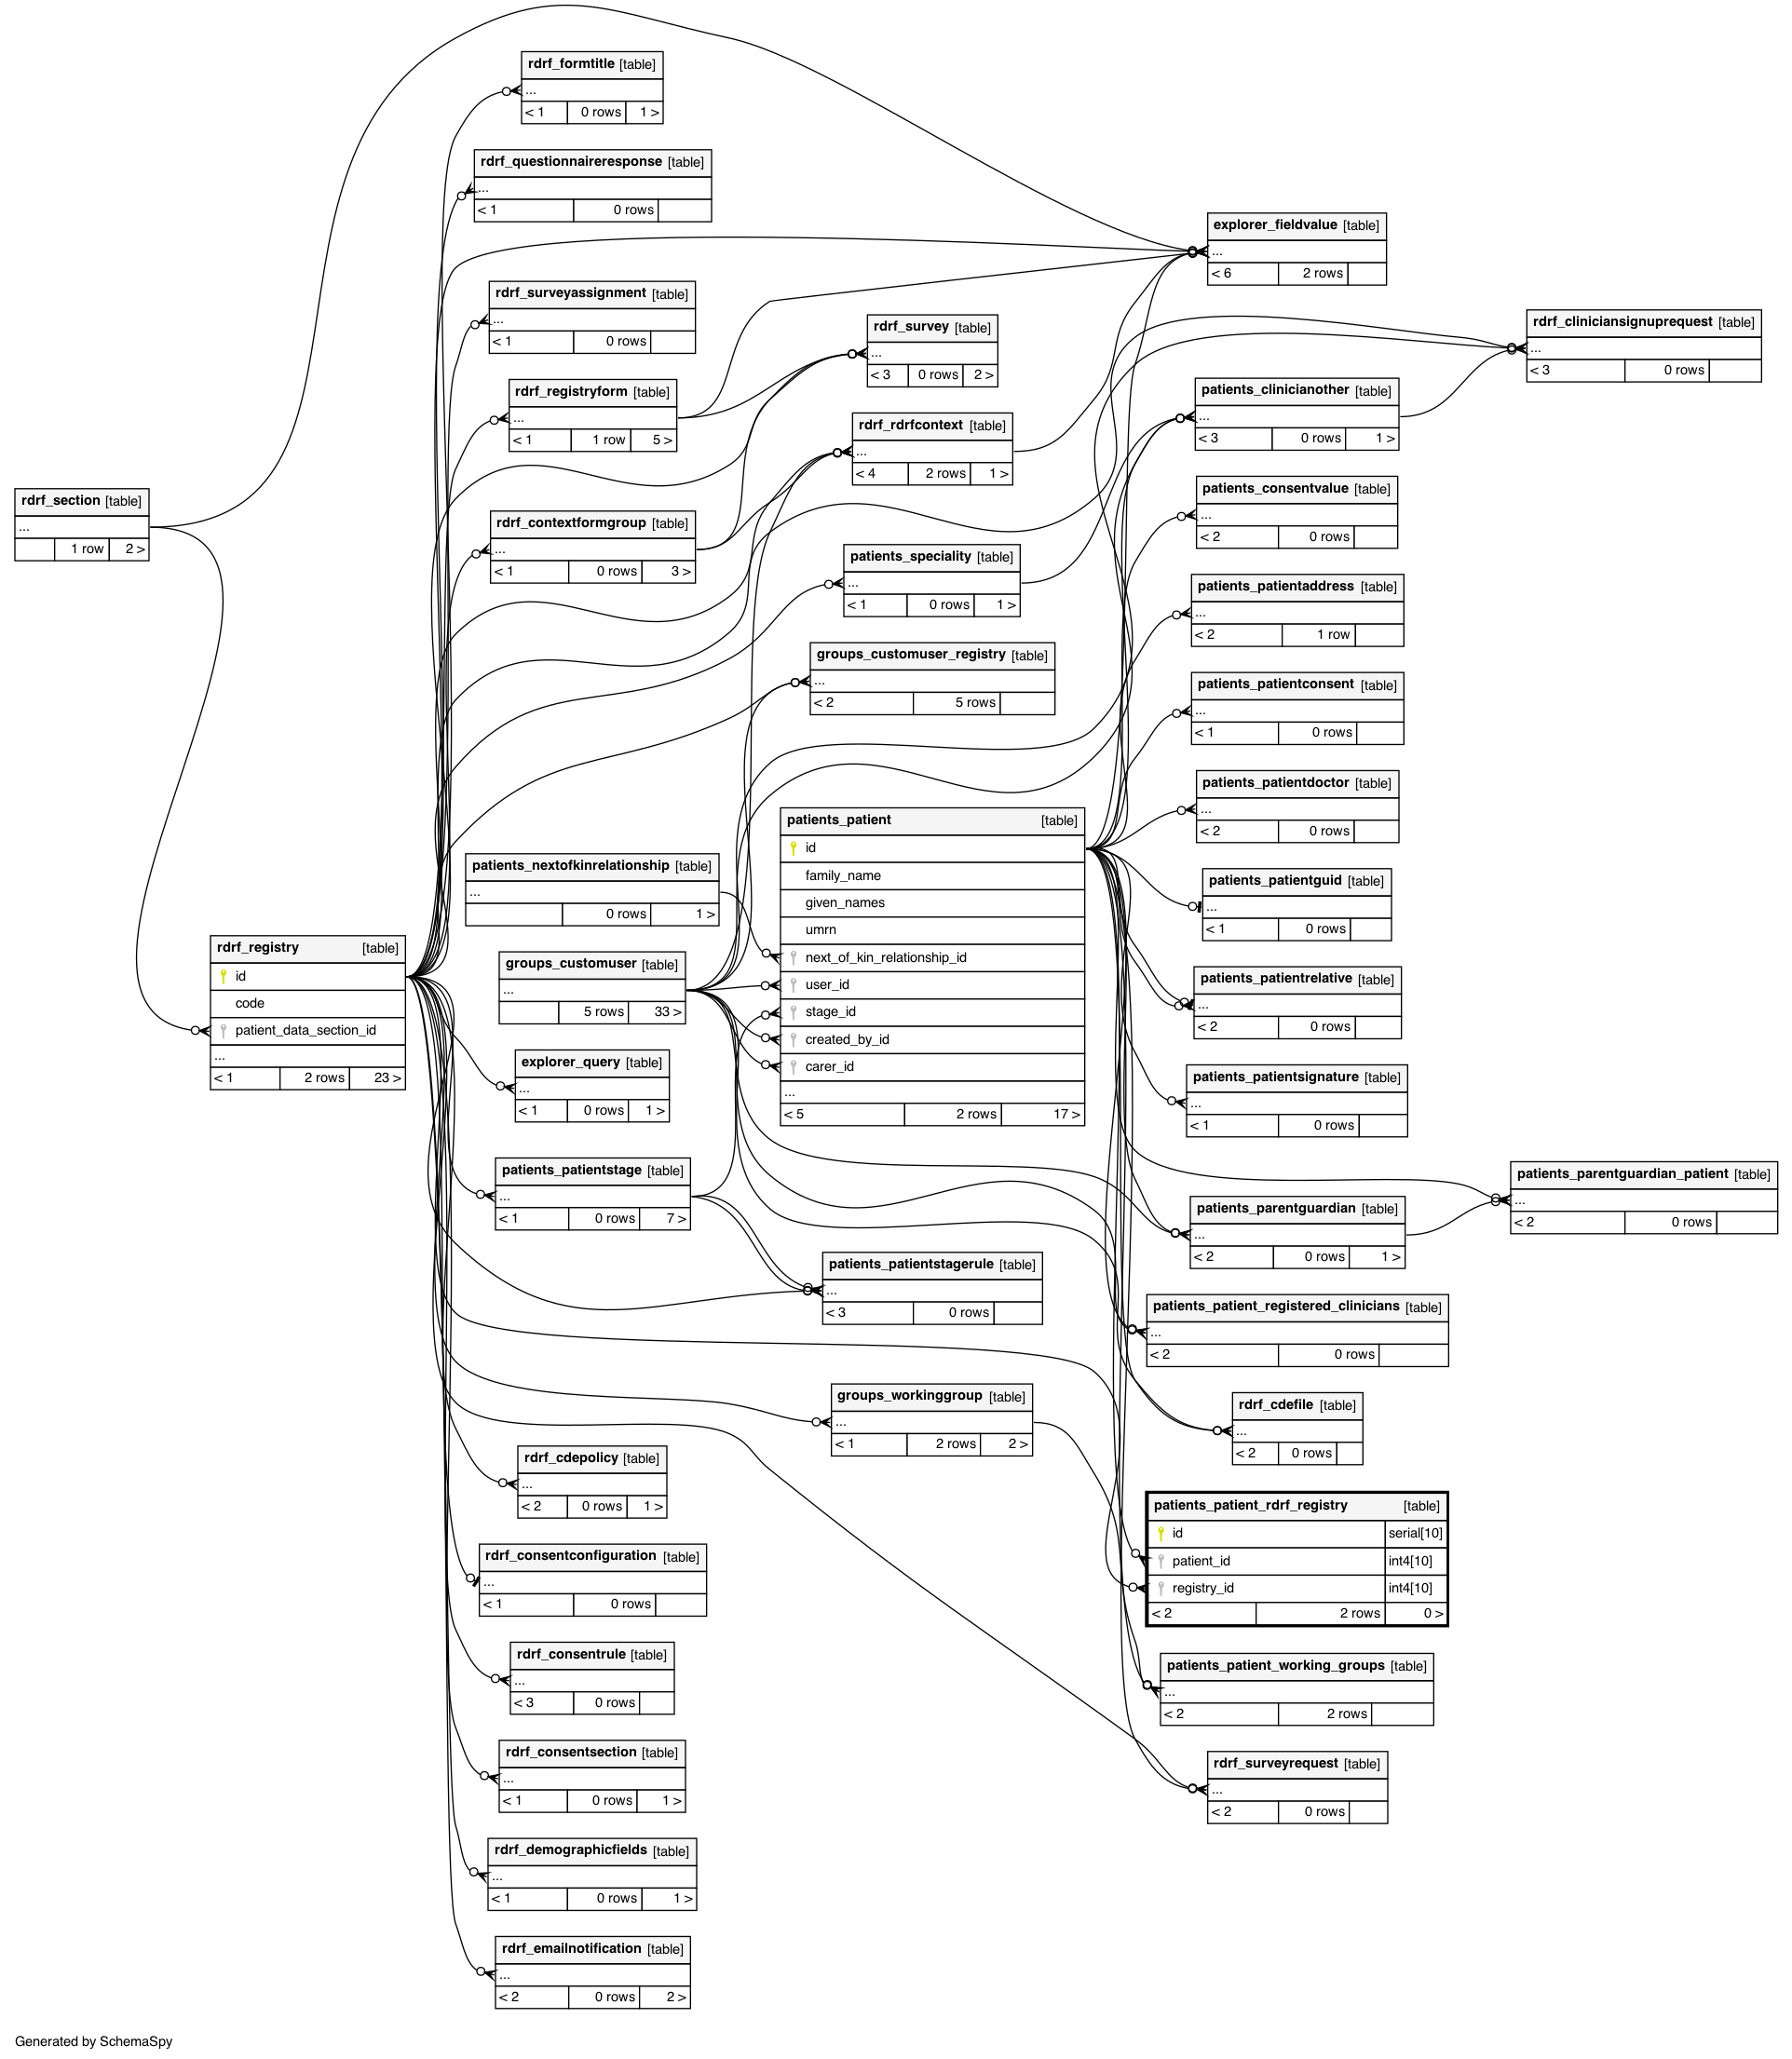 rdrf_formtitle [table]
...
< 1 0 rows 1 >
rdrf_questionnaireresponse [table]
...
< 1 0 rows
explorer_fieldvalue [table]
...
< 6 2 rows
rdrf_surveyassignment [table]
...
< 1 0 rows
rdrf_survey [table]
...
< 3 0 rows 2 >
rdrf_cliniciansignuprequest [table]
...
< 3 0 rows
rdrf_registryform [table]
...
< 1 1 row 5 >
patients_clinicianother [table]
...
< 3 0 rows 1 >
rdrf_rdrfcontext [table]
...
< 4 2 rows 1 >
rdrf_section [table]
...
1 row 2 >
patients_consentvalue [table]
...
< 2 0 rows
rdrf_contextformgroup [table]
...
< 1 0 rows 3 >
patients_speciality [table]
...
< 1 0 rows 1 >
patients_patientaddress [table]
...
< 2 1 row
groups_customuser_registry [table]
...
< 2 5 rows
patients_patientconsent [table]
...
< 1 0 rows
patients_patientdoctor [table]
...
< 2 0 rows
patients_patient [table]
id
family_name
given_names
umrn
next_of_kin_relationship_id
user_id
stage_id
created_by_id
carer_id
...
< 5 2 rows 17 >
patients_nextofkinrelationship [table]
...
0 rows 1 >
patients_patientguid [table]
...
< 1 0 rows
rdrf_registry [table]
id
code
patient_data_section_id
...
< 1 2 rows 23 >
groups_customuser [table]
...
5 rows 33 >
patients_patientrelative [table]
...
< 2 0 rows
explorer_query [table]
...
< 1 0 rows 1 >
patients_patientsignature [table]
...
< 1 0 rows
patients_patientstage [table]
...
< 1 0 rows 7 >
patients_parentguardian_patient [table]
...
< 2 0 rows
patients_parentguardian [table]
...
< 2 0 rows 1 >
patients_patientstagerule [table]
...
< 3 0 rows
patients_patient_registered_clinicians [table]
...
< 2 0 rows
groups_workinggroup [table]
...
< 1 2 rows 2 >
rdrf_cdefile [table]
...
< 2 0 rows
rdrf_cdepolicy [table]
...
< 2 0 rows 1 >
patients_patient_rdrf_registry [table]
id serial[10]
patient_id int4[10]
registry_id int4[10]
< 2 2 rows 0 >
rdrf_consentconfiguration [table]
...
< 1 0 rows
rdrf_consentrule [table]
...
< 3 0 rows
patients_patient_working_groups [table]
...
< 2 2 rows
rdrf_consentsection [table]
...
< 1 0 rows 1 >
rdrf_surveyrequest [table]
...
< 2 0 rows
rdrf_demographicfields [table]
...
< 1 0 rows 1 >
rdrf_emailnotification [table]
...
< 2 0 rows 2 >
Generated by SchemaSpy